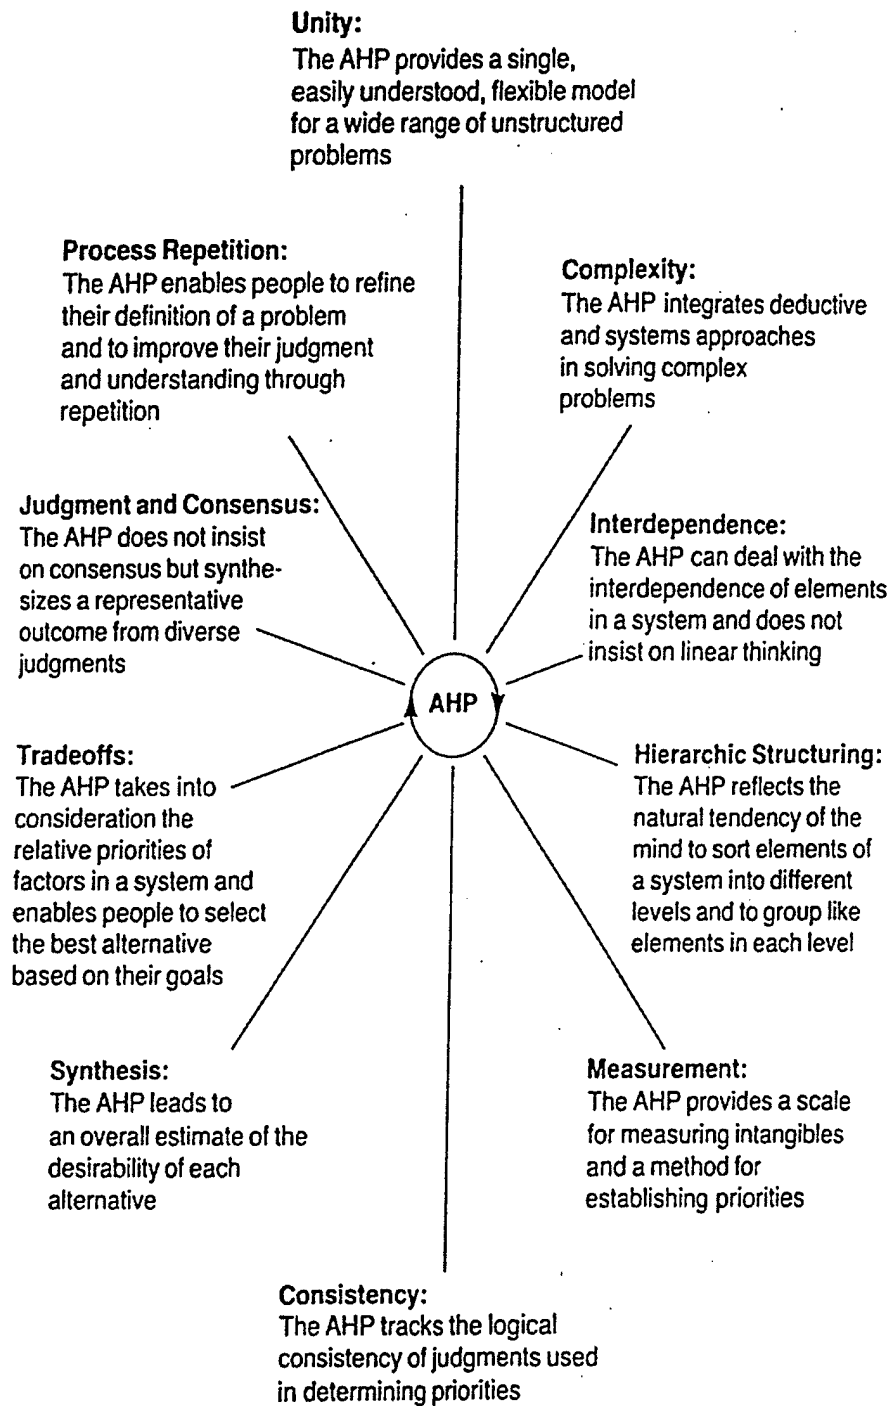 Unity:
The AHP provides a single,
easily understood, flexible model
for a wide range of unstructured
problems
Process Repetition:
The AHP enables people to refine
their definition of a problem
and to improve their judgment
and understanding through
repetition
Complexity:
The AHP integrates deductive
and systems approaches
in solving complex
problems
Judgment and Consensus:
The AHP does not insist
on consensus but synthe-
sizes a representative
outcome from diverse
judgments
Interdependence:
The AHP can deal with the
interdependence of elements
in a system and does not
insist on linear thinking
AHP
Tradeoffs:
The AHP takes into
consideration the
relative priorities of
factors in a system and
enables people to select
the best alternative
based on their goals
Hierarchic Structuring:
The AHP reflects the
natural tendency of the
mind to sort elements of
a system into different
levels and to group like
elements in each level
Synthesis:
The AHP leads to
an overall estimate of the
desirability of each
alternative
Measurement:
The AHP provides a scale
for measuring intangibles
and a method for
establishing priorities
Consistency:
The AHP tracks the logical
consistency of judgments used
in determining priorities